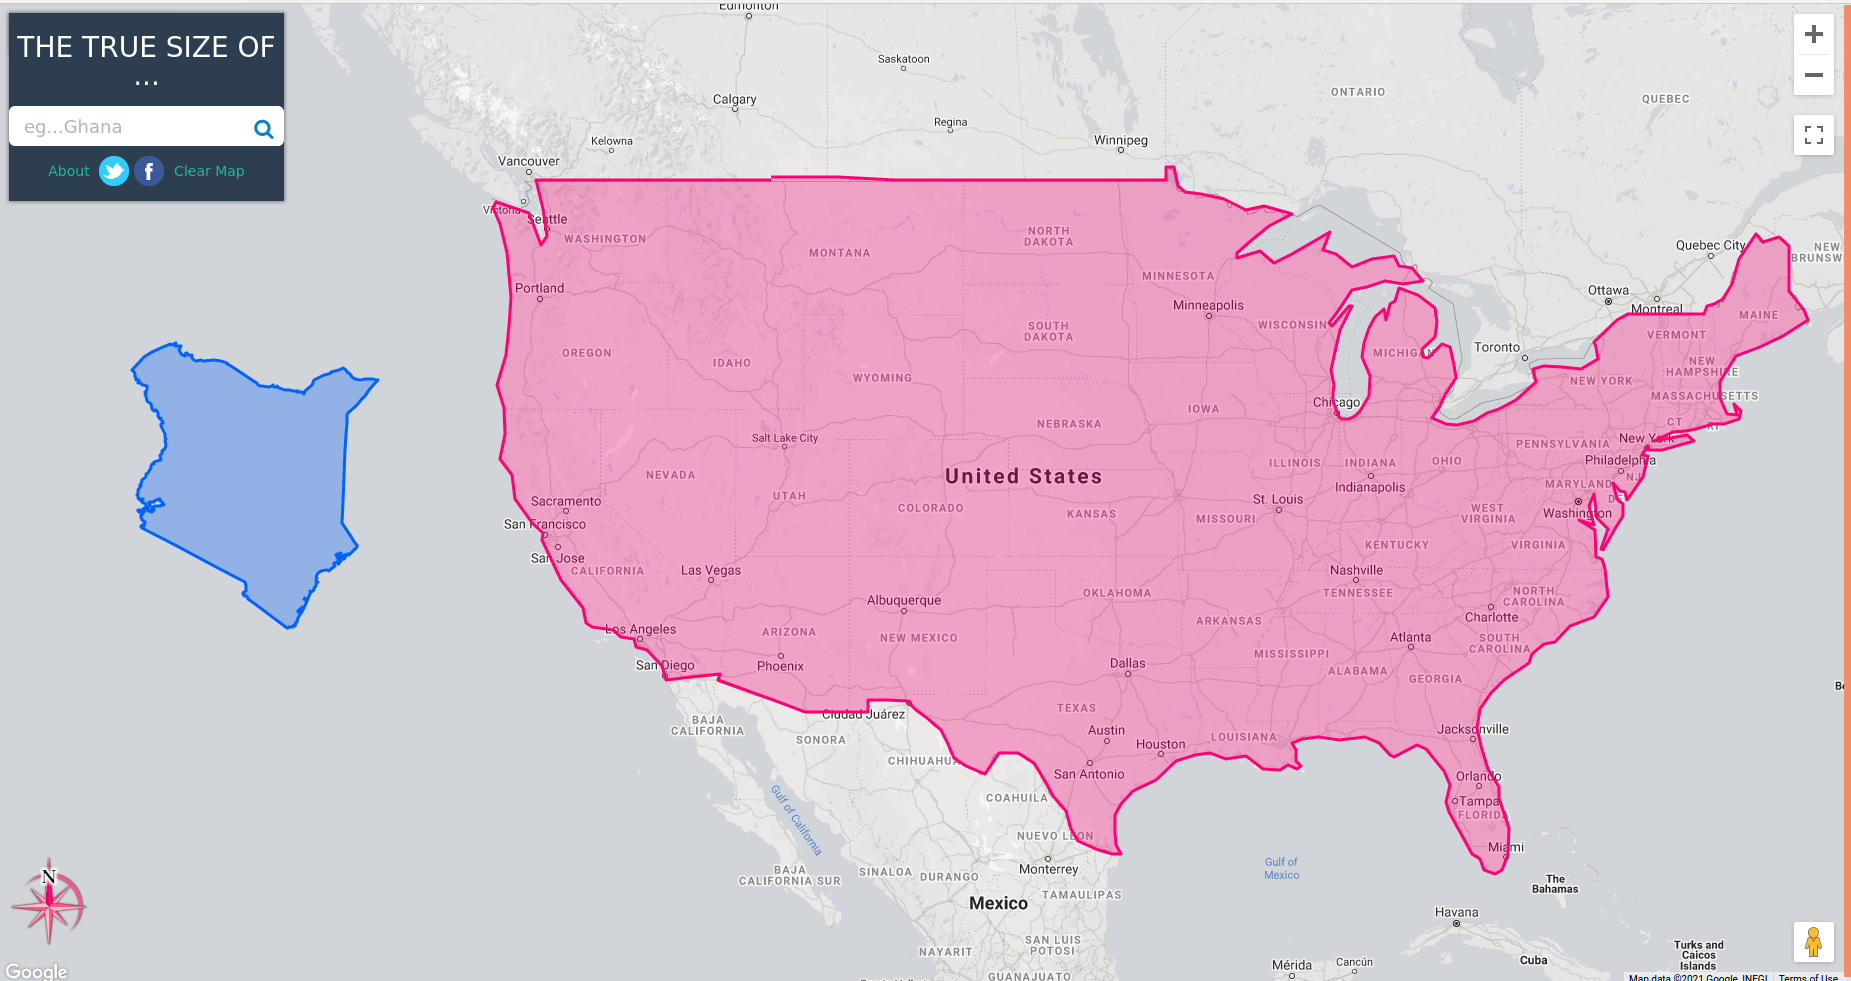 THE TRUE SIZE OF
...
eg...Ghana
About
Clear Map
Edmonton
Saskatoon
Calgary
Regina
Winnipeg
Kelowna
Vancouver
Victoria
Seattle
ONTARIO
QUEBEC
WASHINGTON
MONTANA
NORTH
DAKOTA
MINNESOTA
Quebec City
NEW
BRUNSW
Portland
Minneapolis
Ottawa
Montreal
MAINE
OREGON
IDAHO
WYOMING
SOUTH
DAKOTA
WISCONSIN
MICHIGAN
Toronto
VERMONT
NEW
HAMPSHIRE
NEW YORK
MASSACHUSETTS
Chicago
IOWA
NEBRASKA
CT
RI
Salt Lake City
NEVADA
UTAH
United States
ILLINOIS
INDIANA
OHIO
PENNSYLVANIA
New York
Philadelphia
NJ
MARYLAND
DE
Indianapolis
Sacramento
San Francisco
San Jose
CALIFORNIA
COLORADO
KANSAS
St. Louis
MISSOURI
WEST
VIRGINIA
Washington
KENTUCKY
VIRGINIA
Las Vegas
Albuquerque
OKLAHOMA
Nashville
TENNESSEE
NORTH
CAROLINA
Charlotte
Los Angeles
ARIZONA
NEW MEXICO
ARKANSAS
Atlanta
SOUTH
CAROLINA
San Diego
Phoenix
Dallas
MISSISSIPPI
ALABAMA
GEORGIA
Be
BAJA
CALIFORNIA
SONORA
Ciudad Juárez
TEXAS
Austin
Houston
LOUISIANA
Jacksonville
CHIHUAHUA
San Antonio
Orlando
Tampa
FLORIDA
Gulf of California
COAHUILA
NUEVO LEON
Miami
Monterrey
Gulf of
Mexico
The
Bahamas
BAJA
CALIFORNIA SUR
SINALOA
DURANGO
TAMAULIPAS
Mexico
Havana
N
NAYARIT
SAN LUIS
POTOSI
Cuba
Turks and
Caicos
Islands
Mérida
Cancún
GUANAJUATO
Google
Map data ©2021 Google, INEGI
Terms of Use